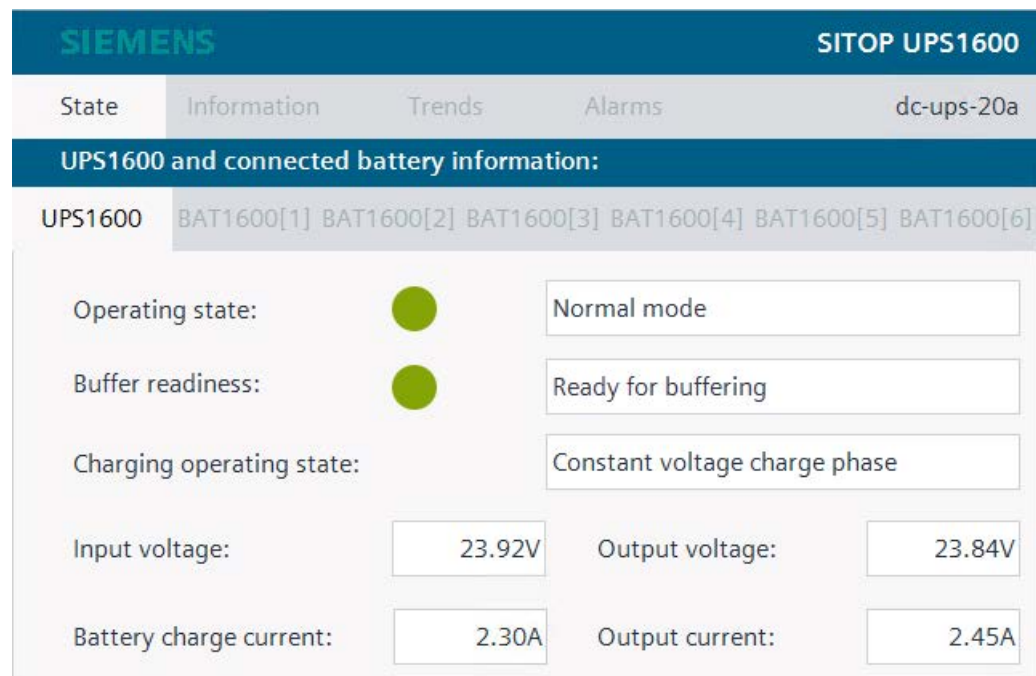 SIEMENS SITOP UPS1600
State Information Trends Alarms dc-ups-20a
UPS1600 and connected battery information:
UPS1600 BAT1600[1] BAT1600[2] BAT1600[3] BAT1600[4] BAT1600[5] BAT1600[6]
Operating state: Normal mode
Buffer readiness: Ready for buffering
Charging operating state: Constant voltage charge phase
Input voltage: 23.92V Output voltage: 23.84V
Battery charge current: 2.30A Output current: 2.45A